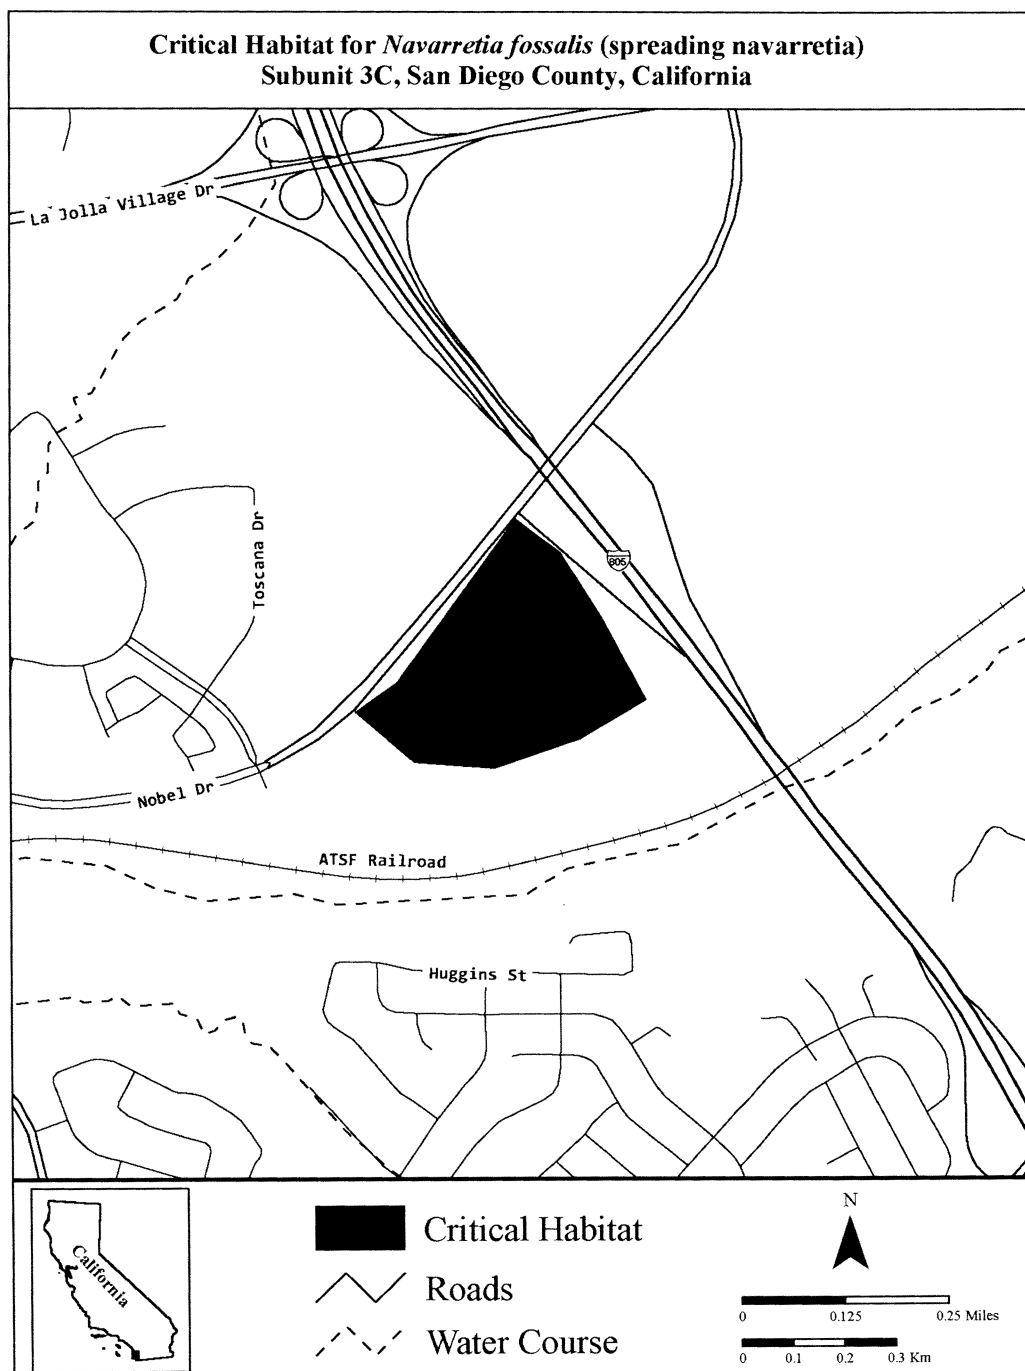 Critical Habitat for Navarretia fossalis (spreading navarretia)
Subunit 3C, San Diego County, California
La Jolla Village Dr
Toscana Dr
805
Nobel Dr
ATSF Railroad
Huggins St
California
Critical Habitat
Roads
Water Course
N
0 0.125 0.25 Miles
0 0.1 0.2 0.3 Km